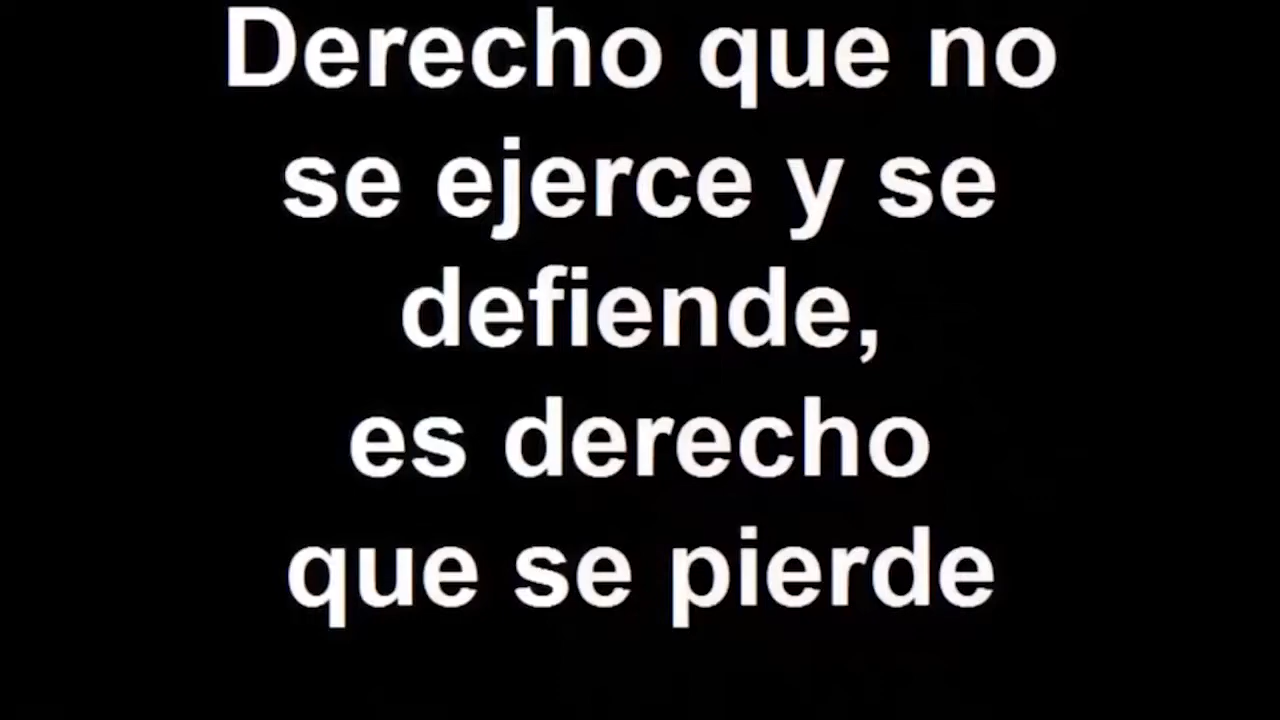 Derecho que no
se ejerce y se
defiende,
es derecho
que se pierde